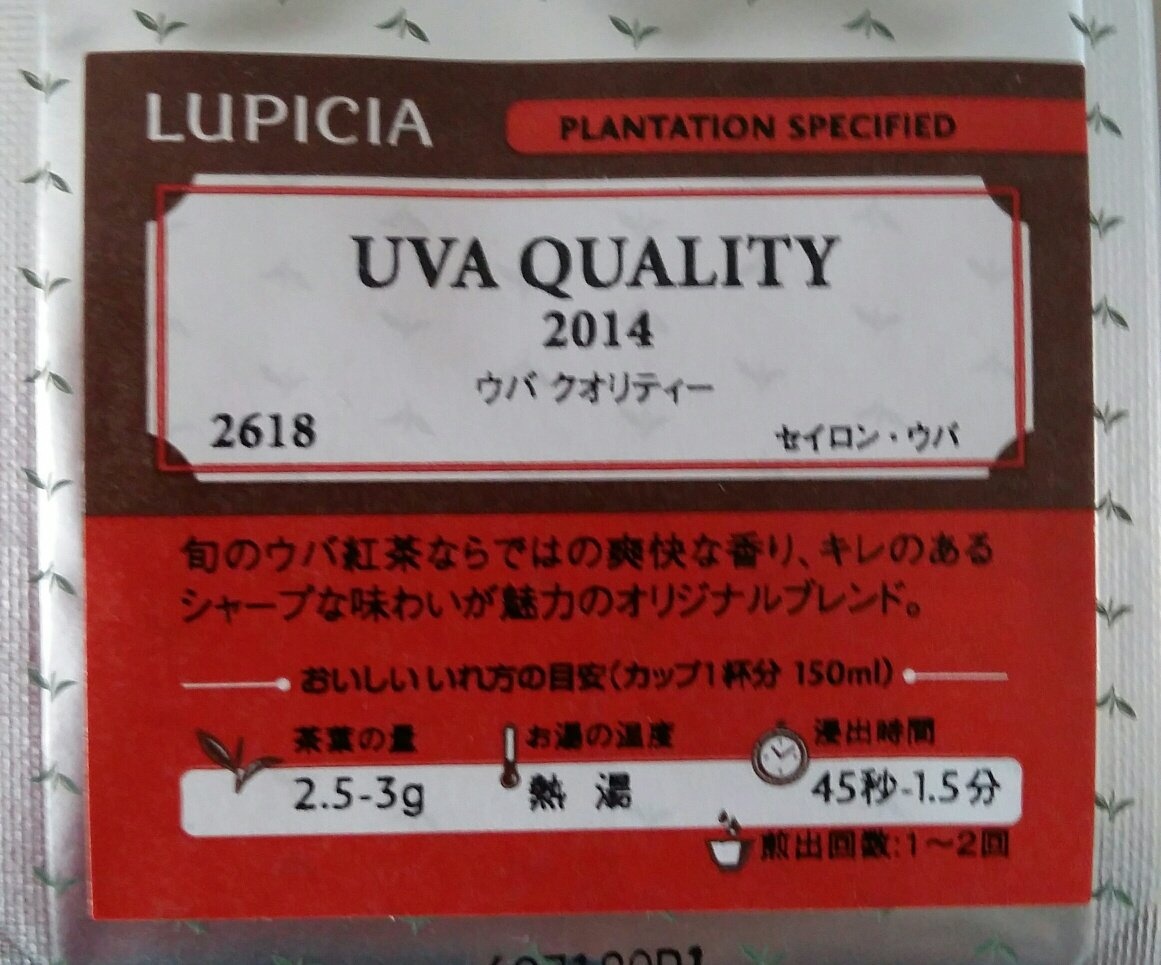 LUPICIA
PLANTATION SPECIFIED
UVA QUALITY
2014
ウバ クオリティー
2618
セイロン・ウバ
旬のウバ紅茶ならではの爽快な香り、キレのある
シャープな味わいが魅力のオリジナルブレンド。
おいしいいれ方の目安(カップ1杯分 150ml)
茶葉の量
お湯の温度
浸出時間
2.5-3g
熱 湯
45秒-1.5分
煎出回数:1～2回